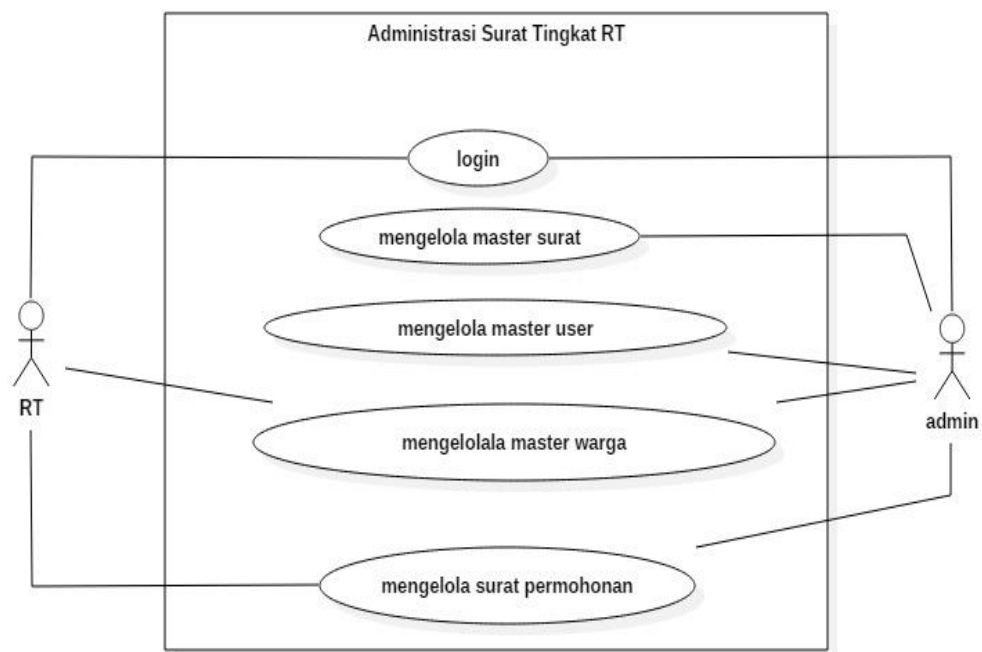 Administrasi Surat Tingkat RT
login
mengelola master surat
mengelola master user
RT
admin
mengelolala master warga
mengelola surat permohonan